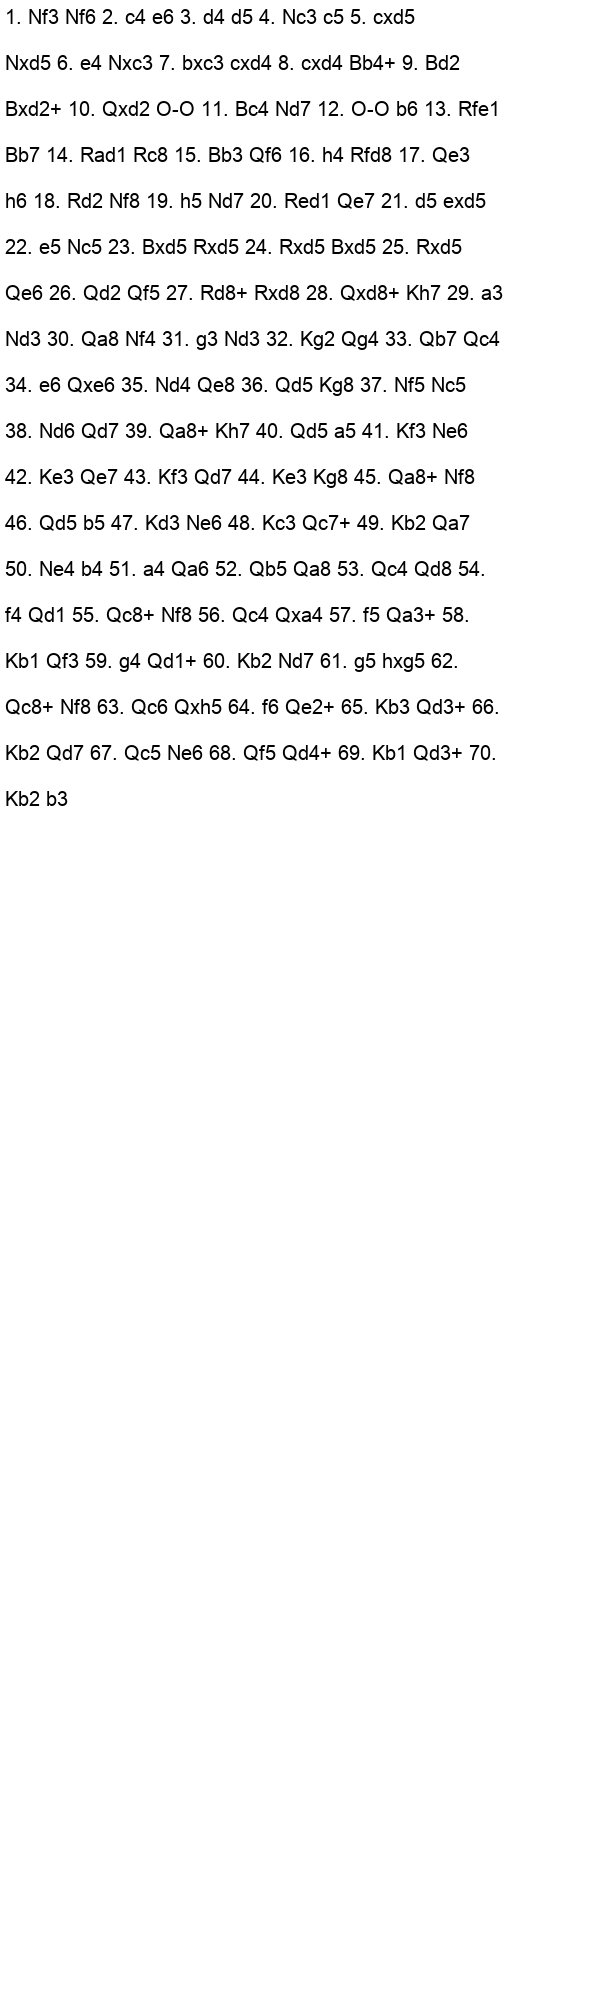 1. Nf3 Nf6 2. c4 e6 3. d4 d5 4. Nc3 c5 5. cxd5
Nxd5 6. e4 Nxc3 7. bxc3 cxd4 8. cxd4 Bb4+ 9. Bd2
Bxd2+ 10. Qxd2 O-O 11. Bc4 Nd7 12. O-O b6 13. Rfe1
Bb7 14. Rad1 Rc8 15. Bb3 Qf6 16. h4 Rfd8 17. Qe3
h6 18. Rd2 Nf8 19. h5 Nd7 20. Red1 Qe7 21. d5 exd5
22. e5 Nc5 23. Bxd5 Rxd5 24. Rxd5 Bxd5 25. Rxd5
Qe6 26. Qd2 Qf5 27. Rd8+ Rxd8 28. Qxd8+ Kh7 29. a3
Nd3 30. Qa8 Nf4 31. g3 Nd3 32. Kg2 Qg4 33. Qb7 Qc4
34. e6 Qxe6 35. Nd4 Qe8 36. Qd5 Kg8 37. Nf5 Nc5
38. Nd6 Qd7 39. Qa8+ Kh7 40. Qd5 a5 41. Kf3 Ne6
42. Ke3 Qe7 43. Kf3 Qd7 44. Ke3 Kg8 45. Qa8+ Nf8
46. Qd5 b5 47. Kd3 Ne6 48. Kc3 Qc7+ 49. Kb2 Qa7
50. Ne4 b4 51. a4 Qa6 52. Qb5 Qa8 53. Qc4 Qd8 54.
f4 Qd1 55. Qc8+ Nf8 56. Qc4 Qxa4 57. f5 Qa3+ 58.
Kb1 Qf3 59. g4 Qd1+ 60. Kb2 Nd7 61. g5 hxg5 62.
Qc8+ Nf8 63. Qc6 Qxh5 64. f6 Qe2+ 65. Kb3 Qd3+ 66.
Kb2 Qd7 67. Qc5 Ne6 68. Qf5 Qd4+ 69. Kb1 Qd3+ 70.
Kb2 b3